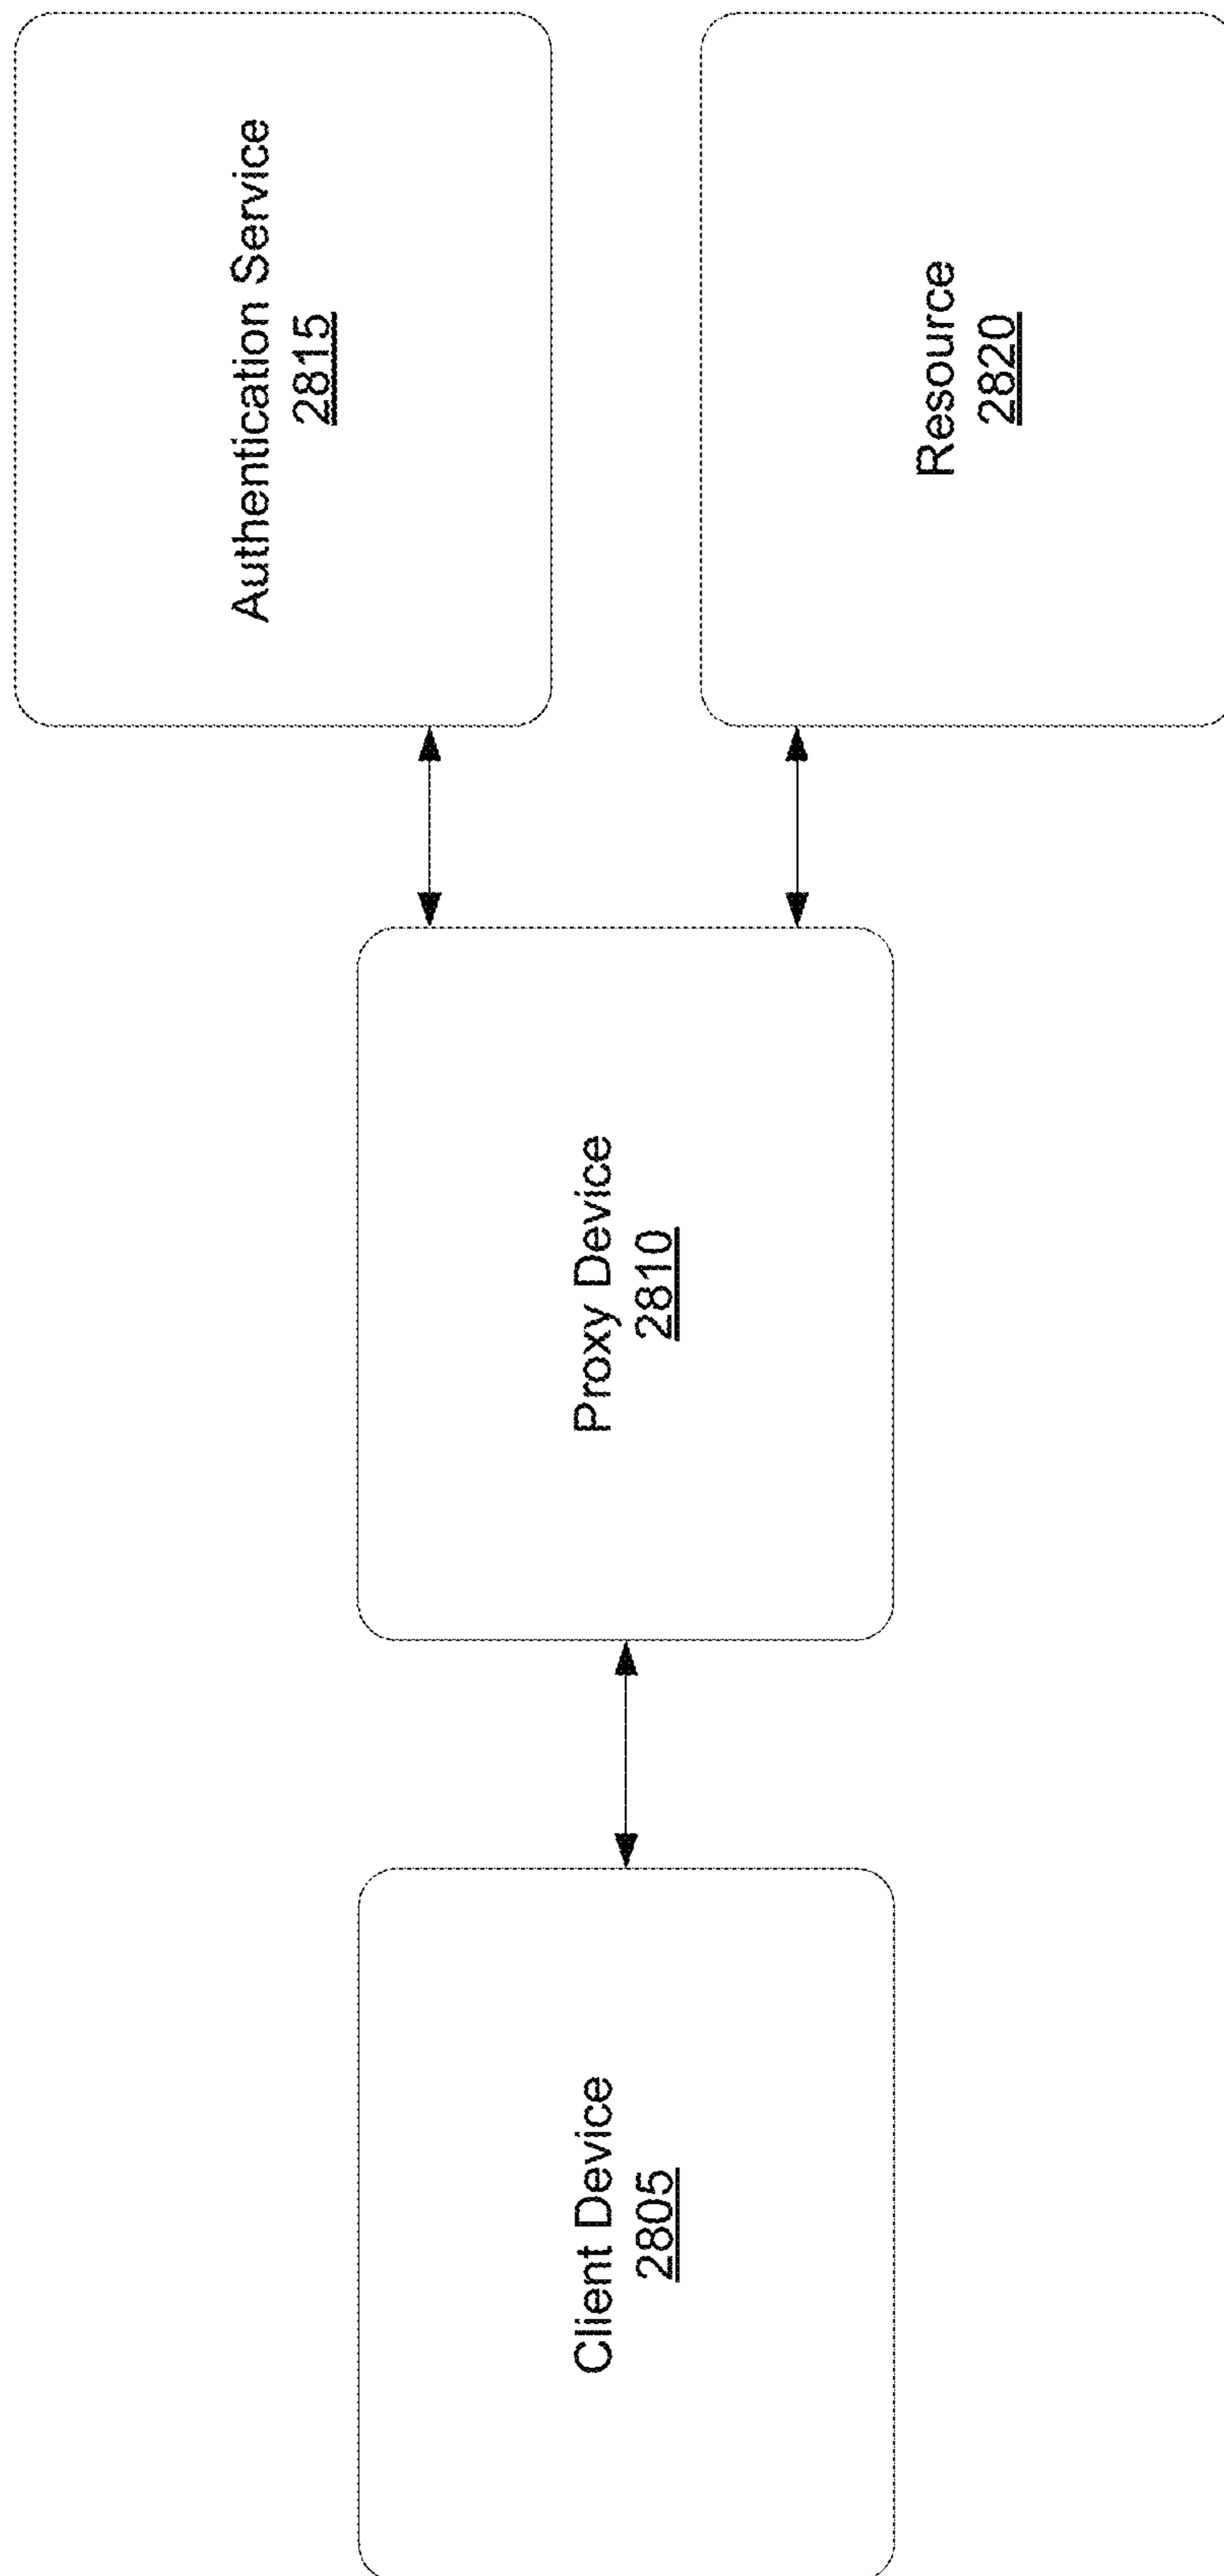 Client Device
2805
Proxy Device
2810
Authentication Service
2815
Resource
2820